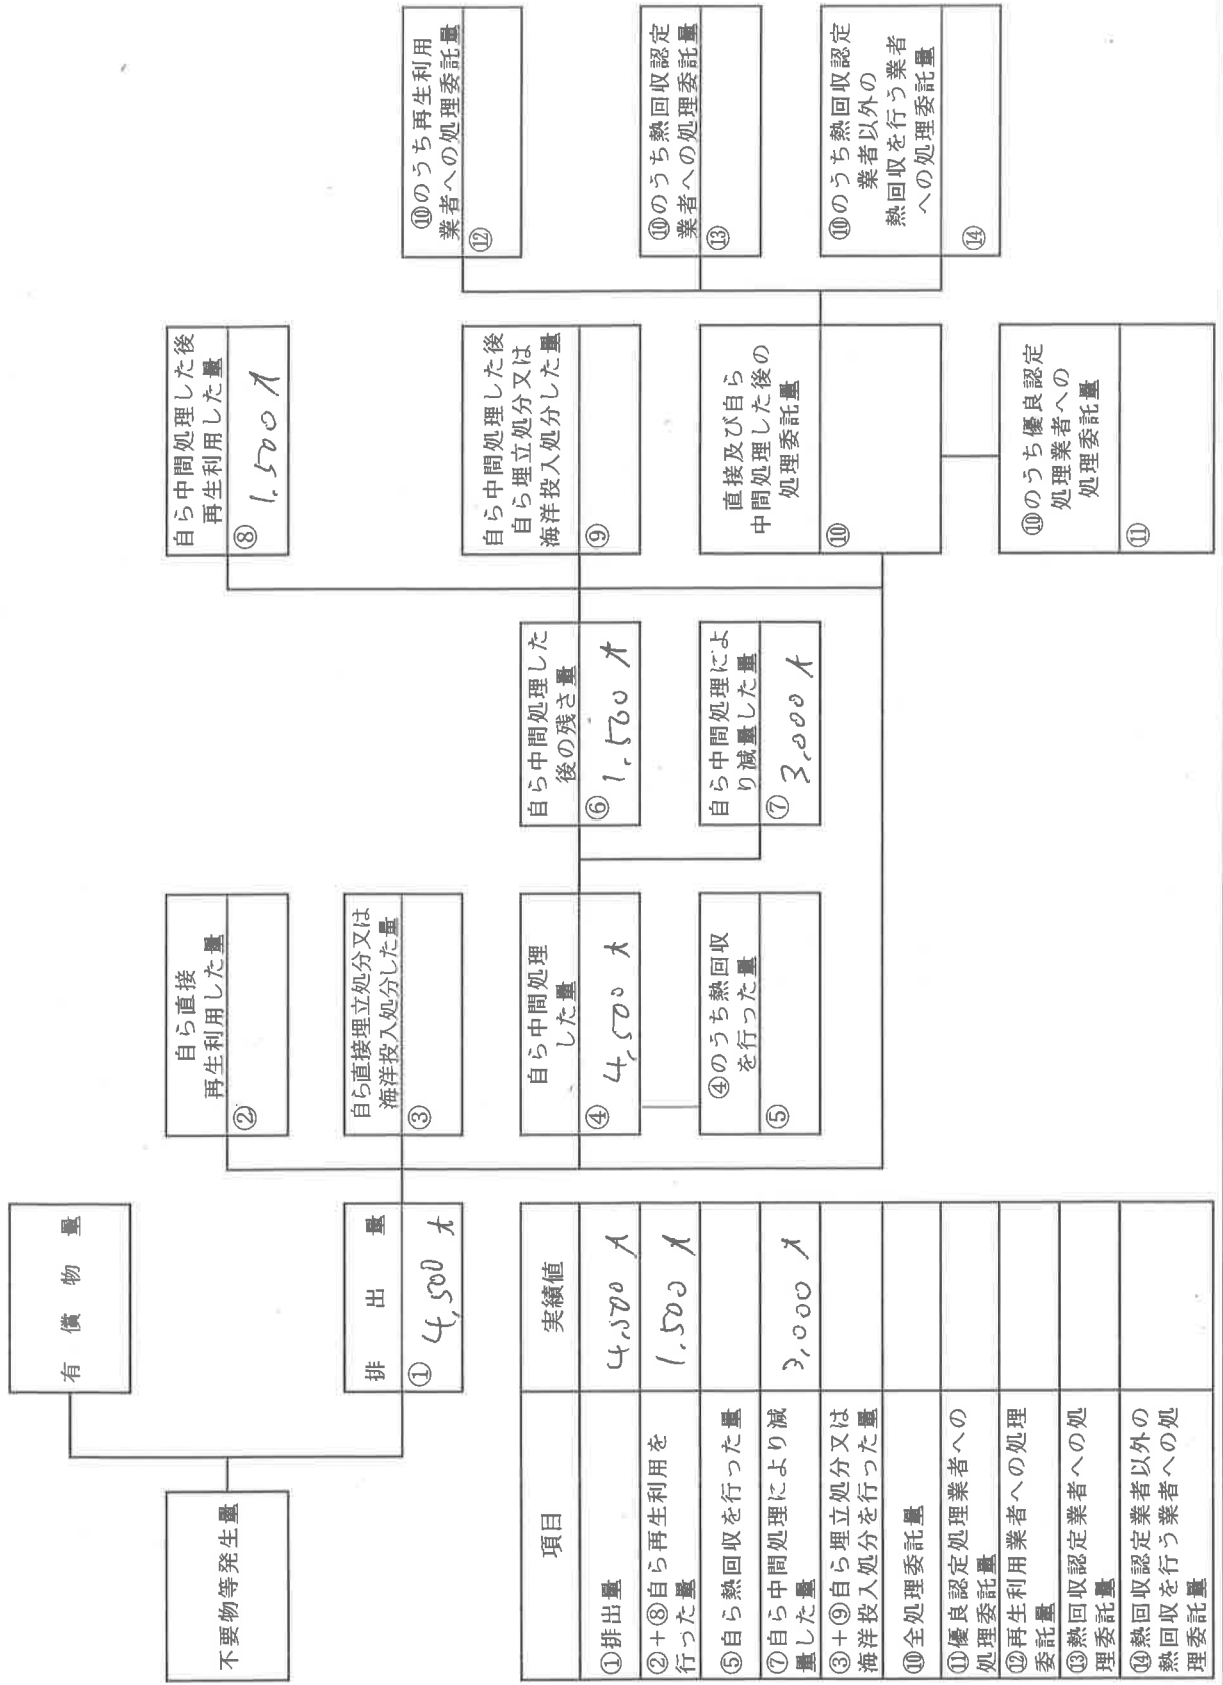 不要物等発生量
有償物量
排出量
① 4,500 t
自ら直接
再生利用した量
②
自ら直接埋立処分又は
海洋投入処分した量
③
自ら中間処理
した量
④ 4,500 t
④のうち熱回収
を行った量
⑤
自ら中間処理した
後の残さ量
⑥ 1,500 t
自ら中間処理によ
り減量した量
⑦ 3,000 t
自ら中間処理した後
再生利用した量
⑧ 1,500 t
自ら中間処理した後
自ら埋立処分又は
海洋投入処分した量
⑨
直接及び自ら
中間処理した後の
処理委託量
⑩
⑩のうち優良認定
処理業者への
処理委託量
⑪
⑩のうち再生利用
業者への処理委託量
⑫
⑩のうち熱回収認定
業者への処理委託量
⑬
⑩のうち熱回収認定
業者以外の
熱回収を行う業者
への処理委託量
⑭
項目 実績値
①排出量 4,500 t
②+⑧自ら再生利用を
行った量 1,500 t
⑤自ら熱回収を行った量
⑦自ら中間処理により減
量した量 3,000 t
③+⑨自ら埋立処分又は
海洋投入処分を行った量
⑩全処理委託量
⑪優良認定処理業者への
処理委託量
⑫再生利用業者への処理
委託量
⑬熱回収認定業者への処
理委託量
⑭熱回収認定業者以外の
熱回収を行う業者への処
理委託量